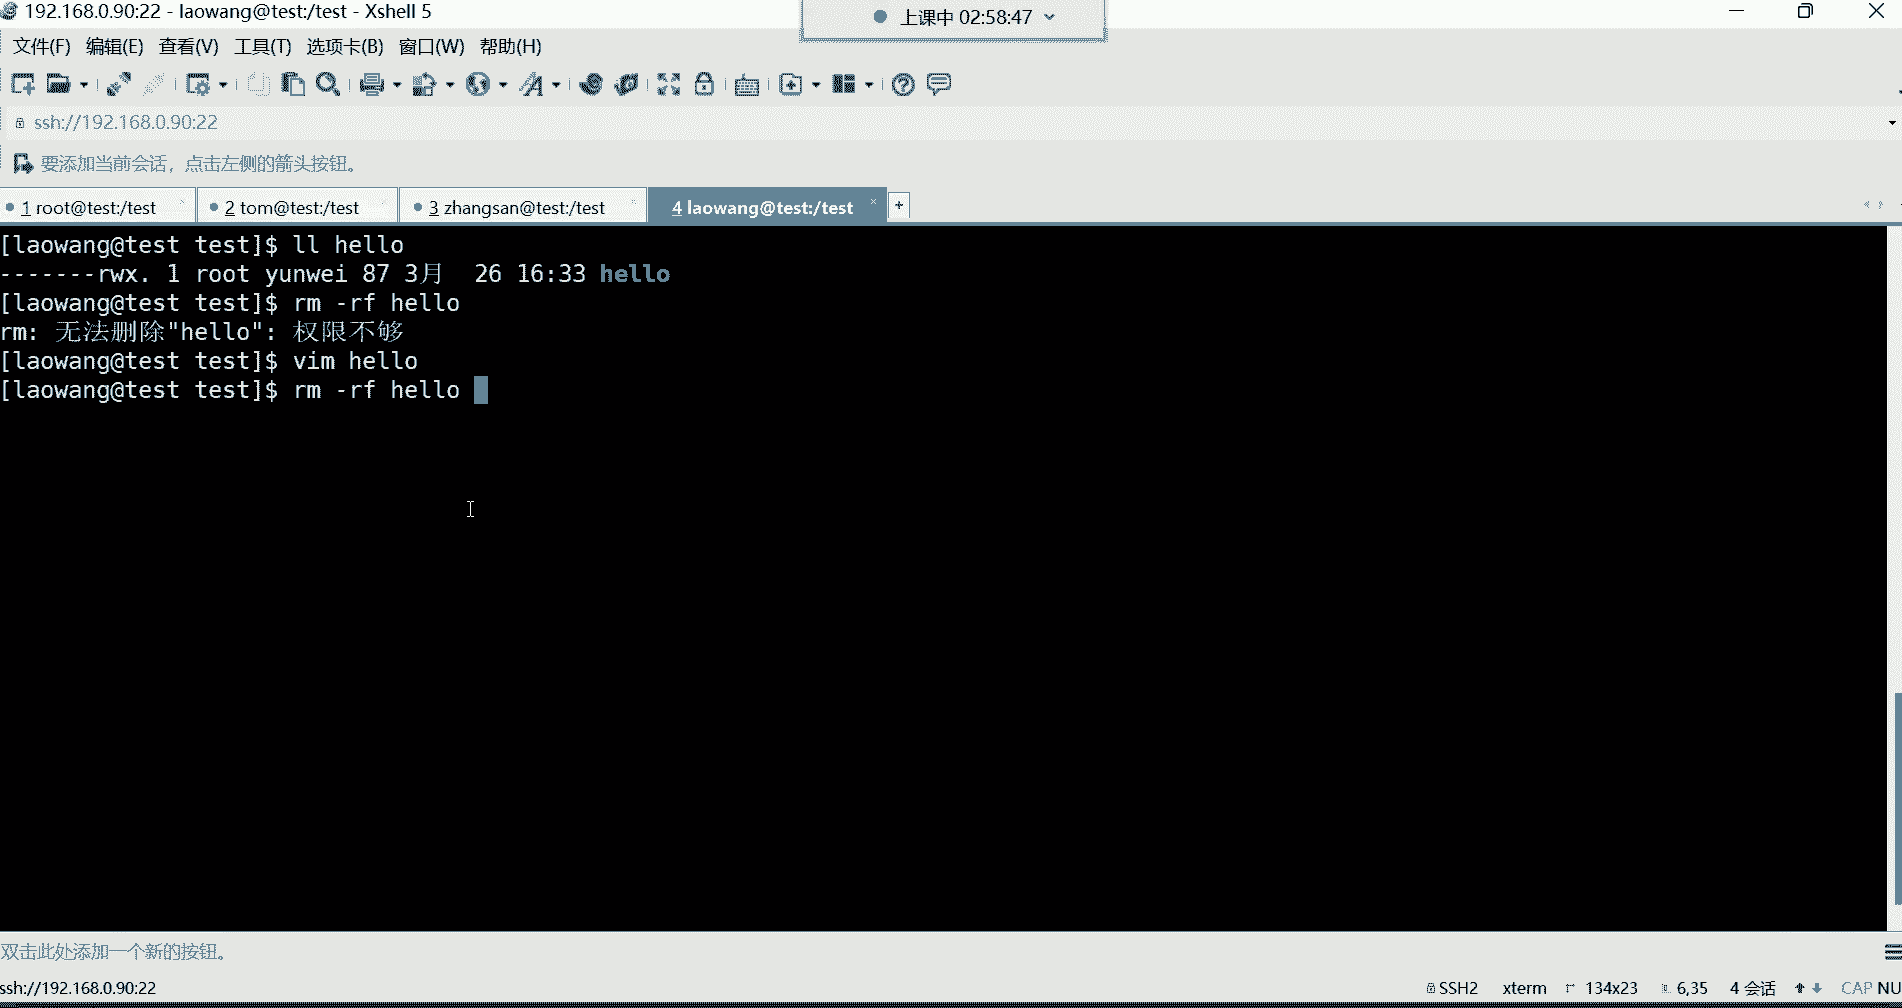 192.168.0.90:22 - laowang@test:/test - Xshell 5
上课中 02:58:47
文件(F) 编辑(E) 查看(V) 工具(T) 选项卡(B) 窗口(W) 帮助(H)
ssh://192.168.0.90:22
要添加当前会话，点击左侧的箭头按钮。
1 root@test:/test
2 tom@test:/test
3 zhangsan@test:/test
4 laowang@test:/test
[laowang@test test]$ ll hello
-------rwx. 1 root yunwei 87 3月  26 16:33 hello
[laowang@test test]$ rm -rf hello
rm: 无法删除"hello": 权限不够
[laowang@test test]$ vim hello
[laowang@test test]$ rm -rf hello
双击此处添加一个新的按钮。
ssh://192.168.0.90:22
SSH2 xterm 134x23 6,35 4 会话 CAP NU